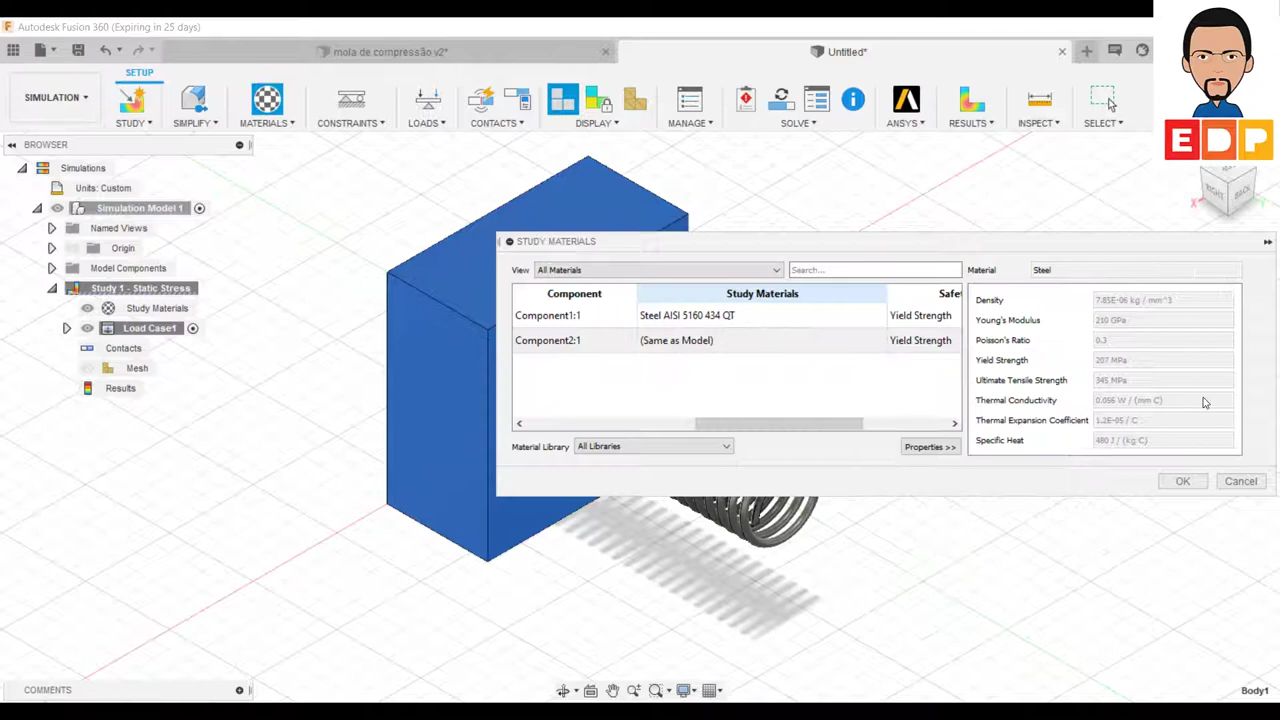 Autodesk Fusion 360 (Expiring in 25 days)
mola de compressão v2*
Untitled*
SETUP
SIMULATION
STUDY
SIMPLIFY
MATERIALS
CONSTRAINTS
LOADS
CONTACTS
DISPLAY
MANAGE
SOLVE
ANSYS
RESULTS
INSPECT
SELECT
EDP
BROWSER
Simulations
Units: Custom
Simulation Model 1
Named Views
Origin
Model Components
Study 1 - Static Stress
Study Materials
Load Case1
Contacts
Mesh
Results
RIGHT
BACK
X
Y
STUDY MATERIALS
View All Materials Search... Material Steel
Component Study Materials Safet
Component1:1 Steel AISI 5160 434 QT Yield Strength
Component2:1 (Same as Model) Yield Strength
Density 7.85E-06 kg / mm^3
Young's Modulus 210 GPa
Poisson's Ratio 0.3
Yield Strength 207 MPa
Ultimate Tensile Strength 345 MPa
Thermal Conductivity 0.056 W / (mm C)
Thermal Expansion Coefficient 1.2E-05 / C
Specific Heat 480 J / (kg C)
Material Library All Libraries Properties >>
OK Cancel
COMMENTS
Body1